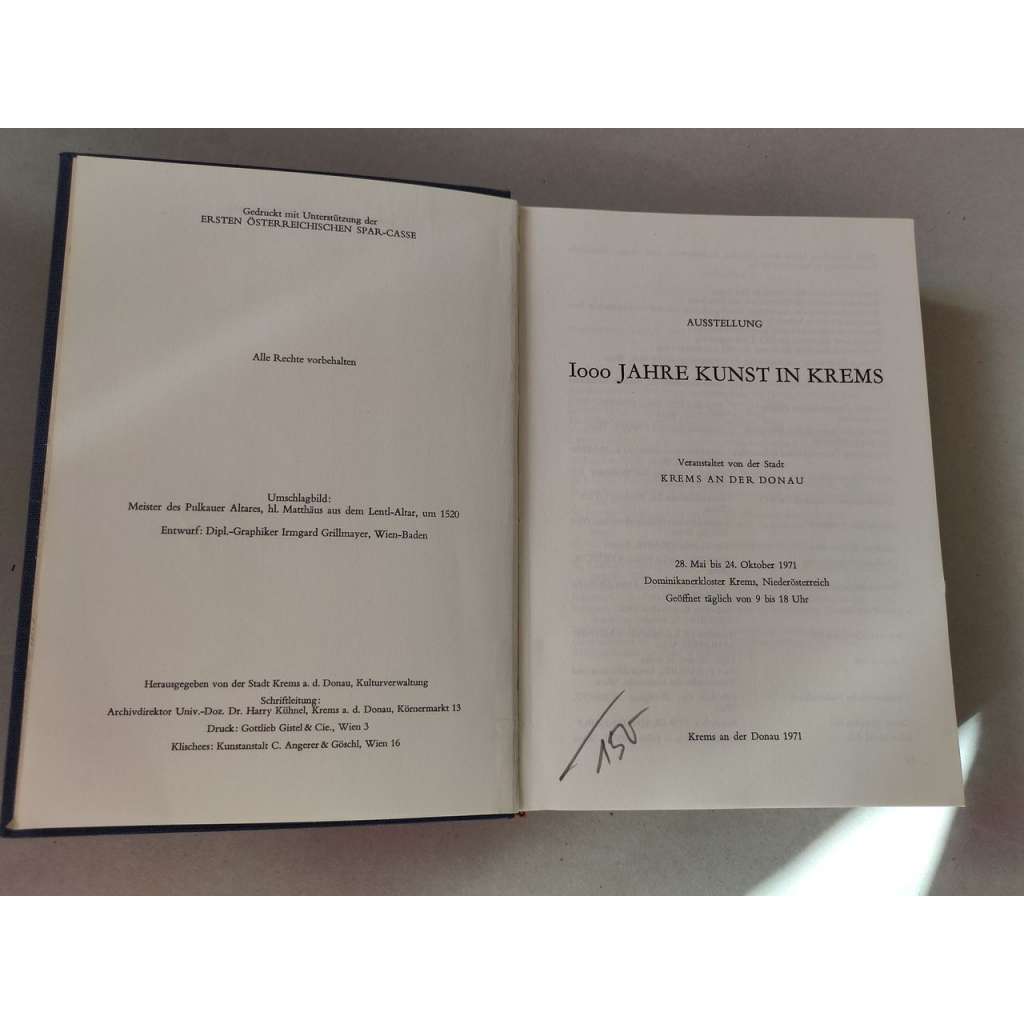 Gedruckt mit Unterstützung der
ERSTEN ÖSTERREICHISCHEN SPAR-CASSE
Alle Rechte vorbehalten
Umschlagbild:
Meister des Pulkauer Altares, hl. Matthäus aus dem Lentl-Altar, um 1520
Entwurf: Dipl.-Graphiker Irmgard Grillmayer, Wien-Baden
Herausgegeben von der Stadt Krems a. d. Donau, Kulturverwaltung
Schriftleitung:
Archivdirektor Univ.-Doz. Dr. Harry Kühnel, Krems a. d. Donau, Körnermarkt 13
Druck: Gottlieb Gistel & Cie., Wien 3
Klischees: Kunstanstalt C. Angerer & Göschl, Wien 16
AUSSTELLUNG
1000 JAHRE KUNST IN KREMS
Veranstaltet von der Stadt
KREMS AN DER DONAU
28. Mai bis 24. Oktober 1971
Dominikanerkloster Krems, Niederösterreich
Geöffnet täglich von 9 bis 18 Uhr
150
Krems an der Donau 1971